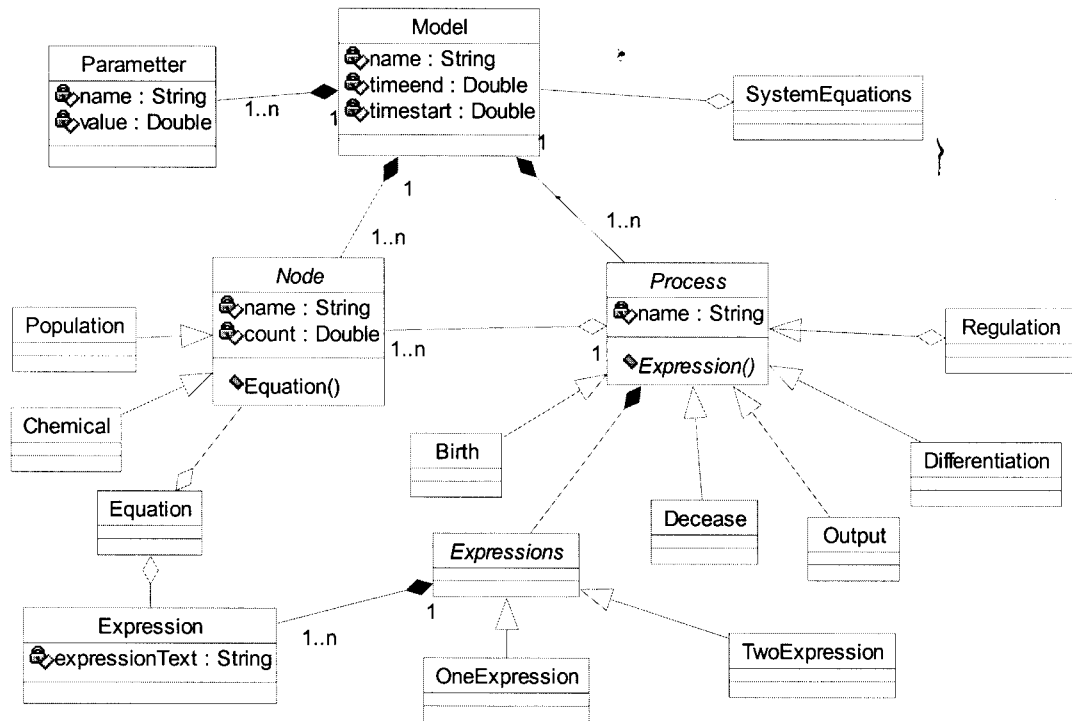 Model
name : String
timeend : Double
timestart : Double
Parametter
name : String
value : Double
1..n
1
SystemEquations
1
1
1..n
1..n
Node
name : String
count : Double
Equation()
Process
name : String
Expression()
1..n
1
Population
Chemical
Regulation
Birth
Differentiation
Decease
Output
Equation
Expressions
1
1..n
Expression
expressionText : String
OneExpression
TwoExpression